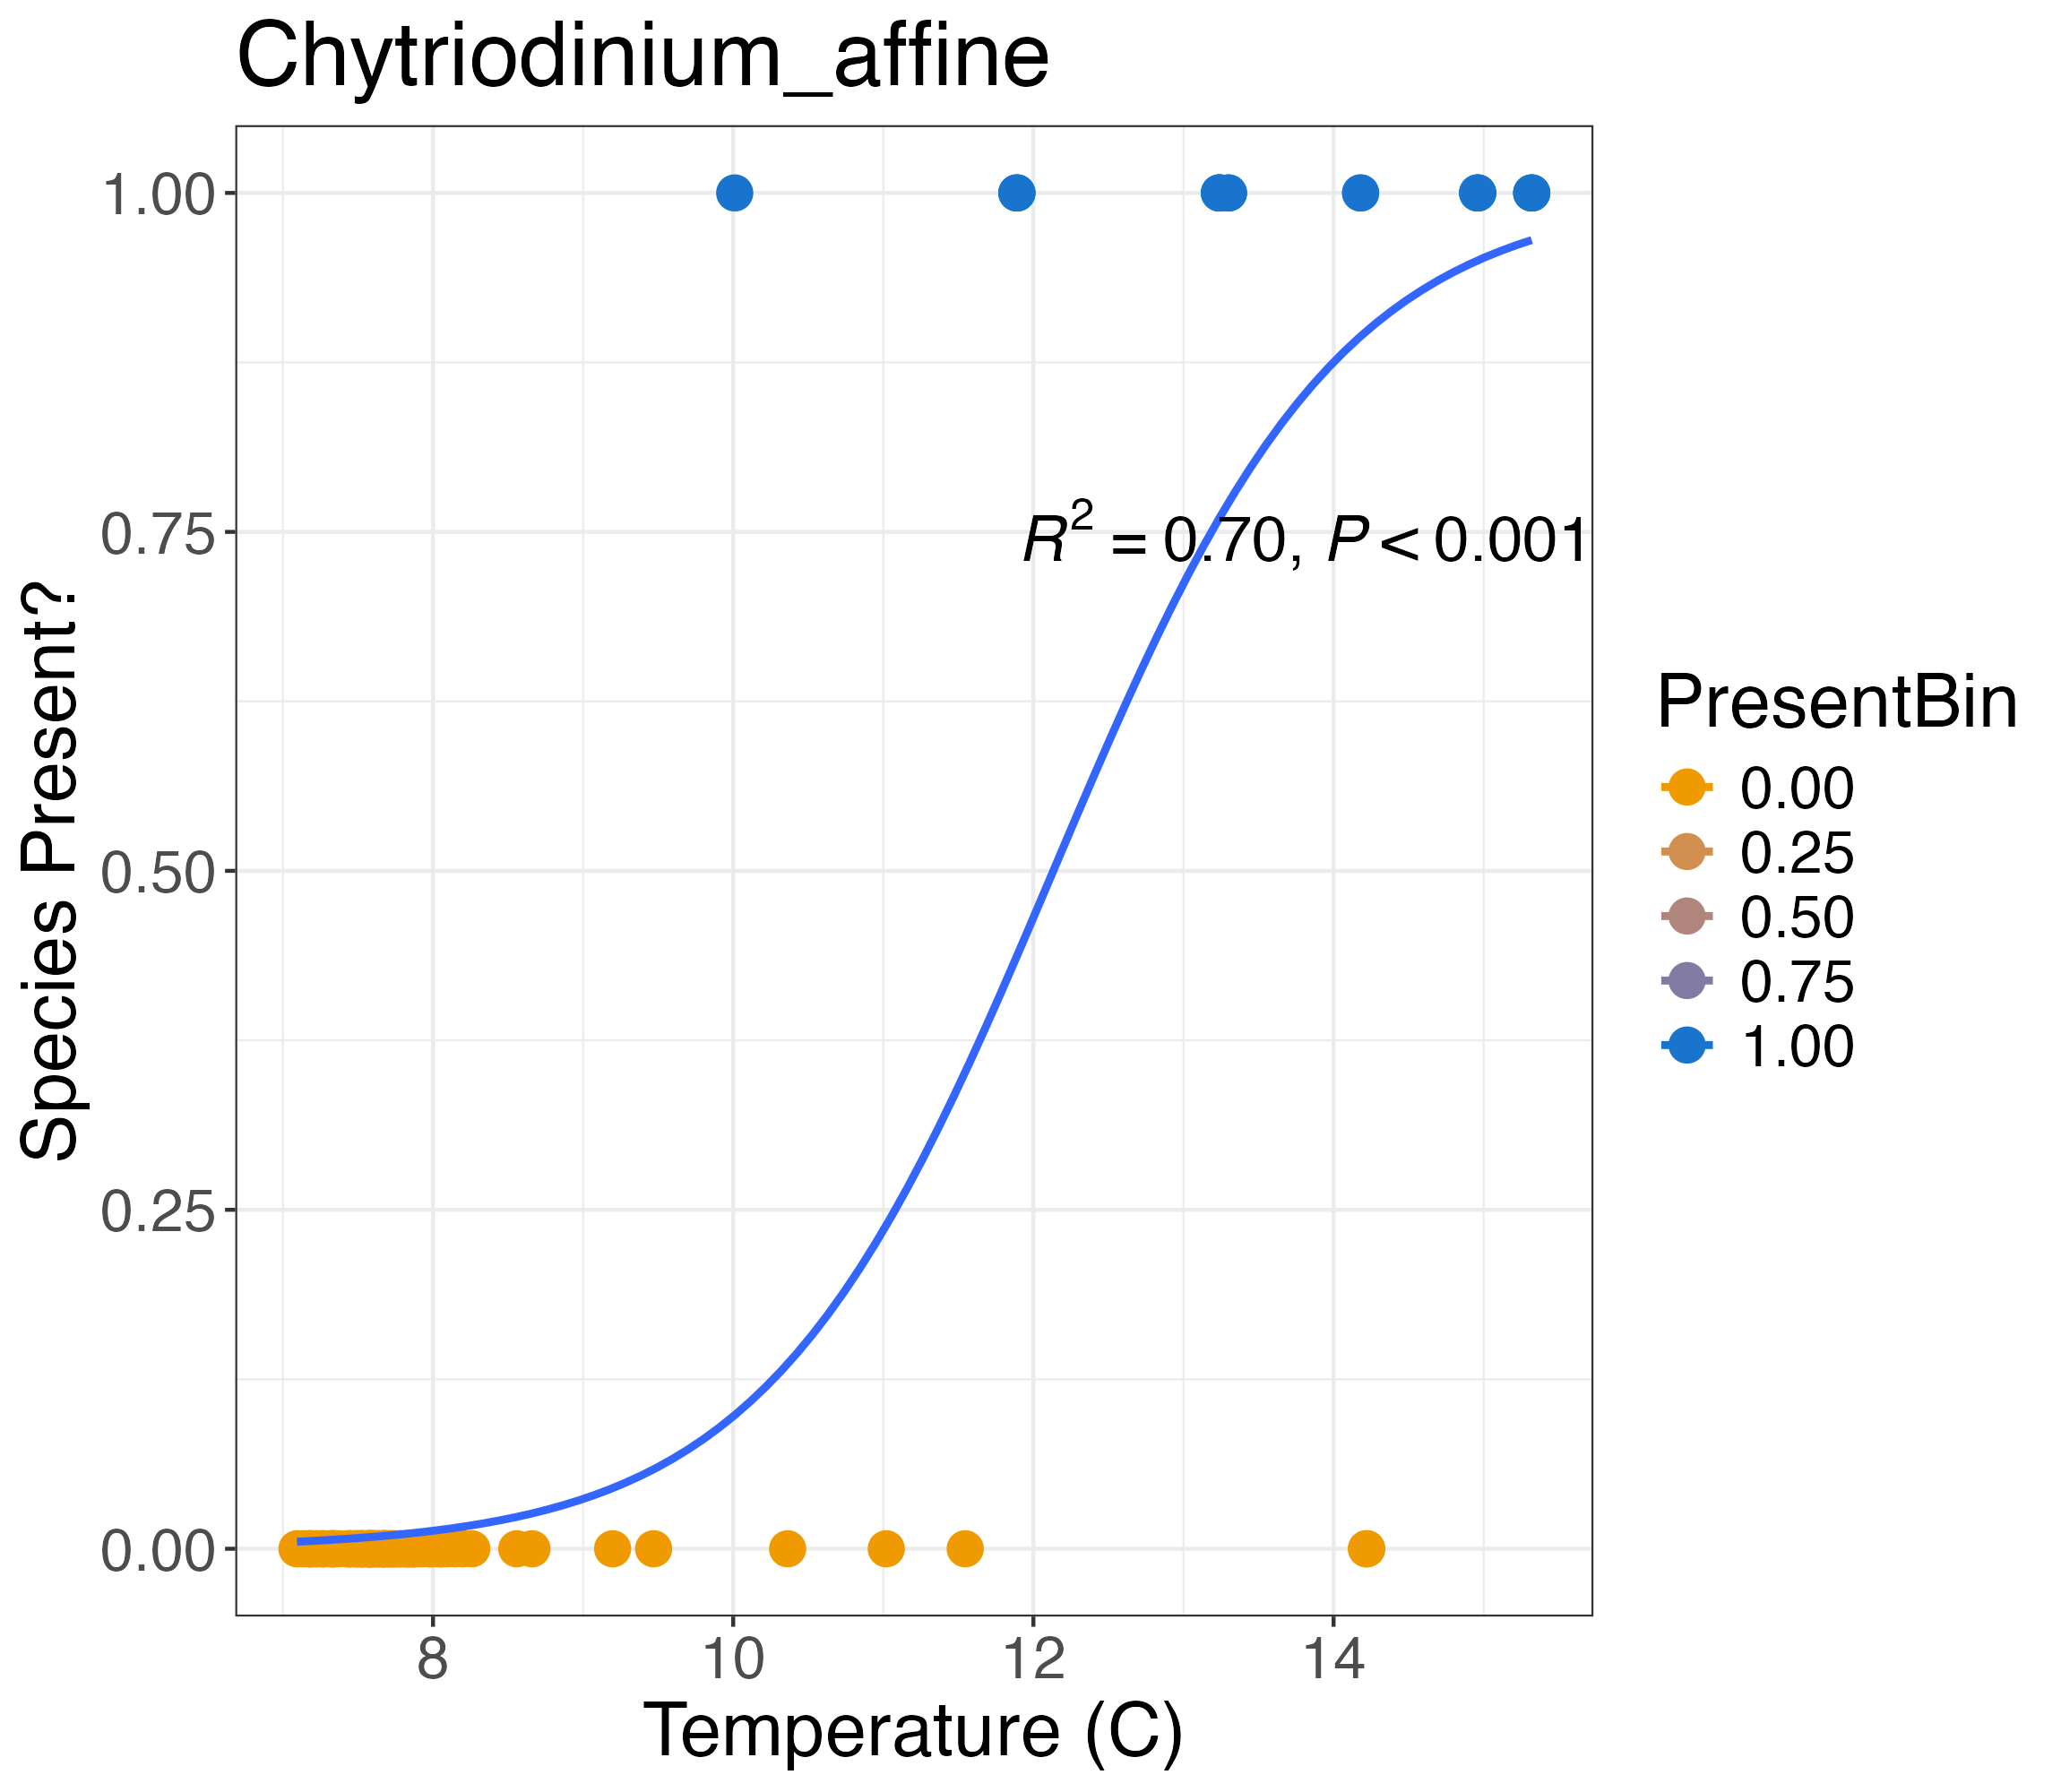 Chytriodinium_affine
1.00
0.75
0.50
0.25
0.00
Species Present?
R² = 0.70, P < 0.001
8 10 12 14
Temperature (C)
PresentBin
0.00
0.25
0.50
0.75
1.00